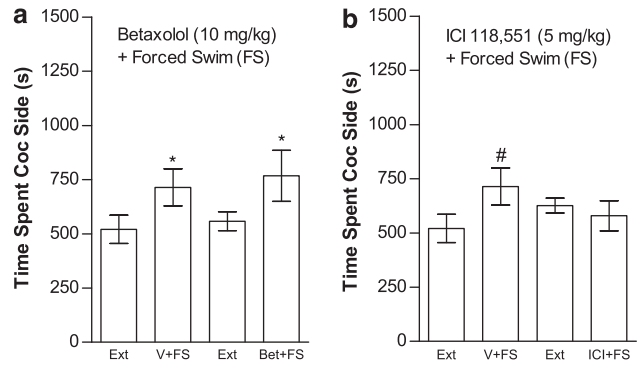 a
Betaxolol (10 mg/kg)
+ Forced Swim (FS)
Time Spent Coc Side (s)
1500
1250
1000
750
500
250
0
*
*
Ext
V+FS
Ext
Bet+FS
b
ICI 118,551 (5 mg/kg)
+ Forced Swim (FS)
Time Spent Coc Side (s)
1500
1250
1000
750
500
250
0
#
Ext
V+FS
Ext
ICI+FS